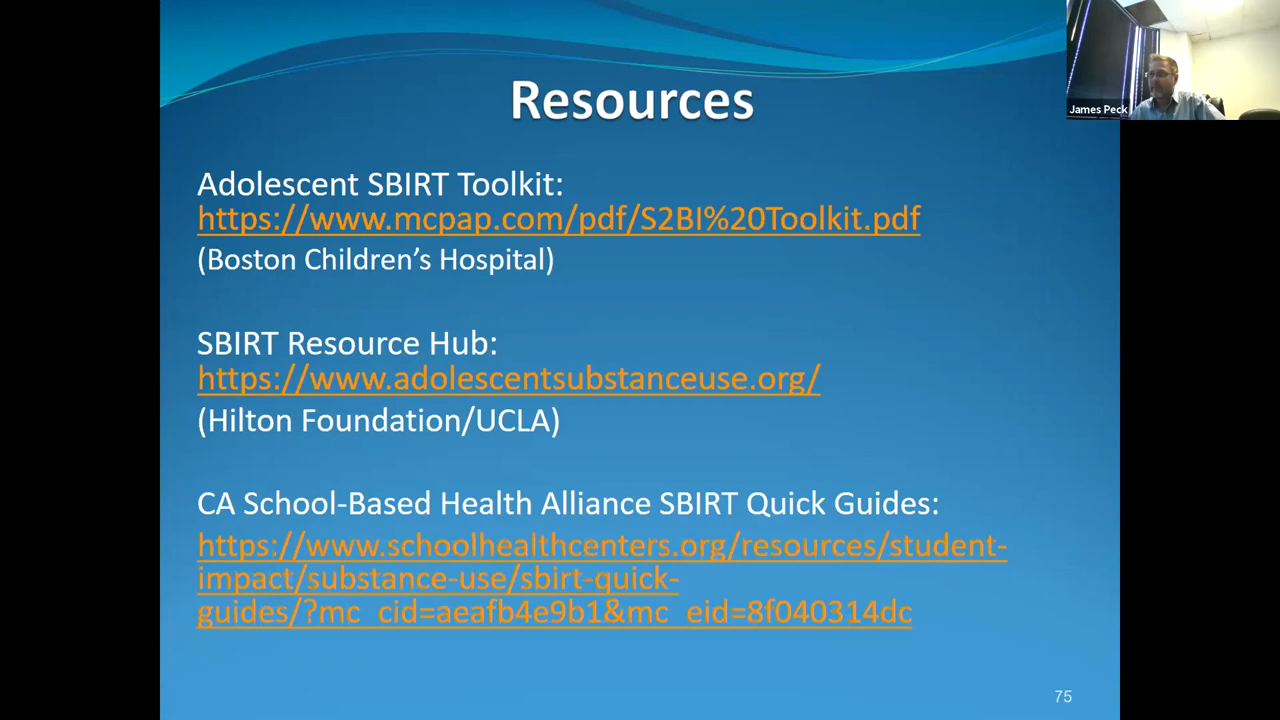 Resources
James Peck
Adolescent SBIRT Toolkit:
https://www.mcpap.com/pdf/S2BI%20Toolkit.pdf
(Boston Children’s Hospital)
SBIRT Resource Hub:
https://www.adolescentsubstanceuse.org/
(Hilton Foundation/UCLA)
CA School-Based Health Alliance SBIRT Quick Guides:
https://www.schoolhealthcenters.org/resources/student-
impact/substance-use/sbirt-quick-
guides/?mc_cid=aeafb4e9b1&mc_eid=8f040314dc
75